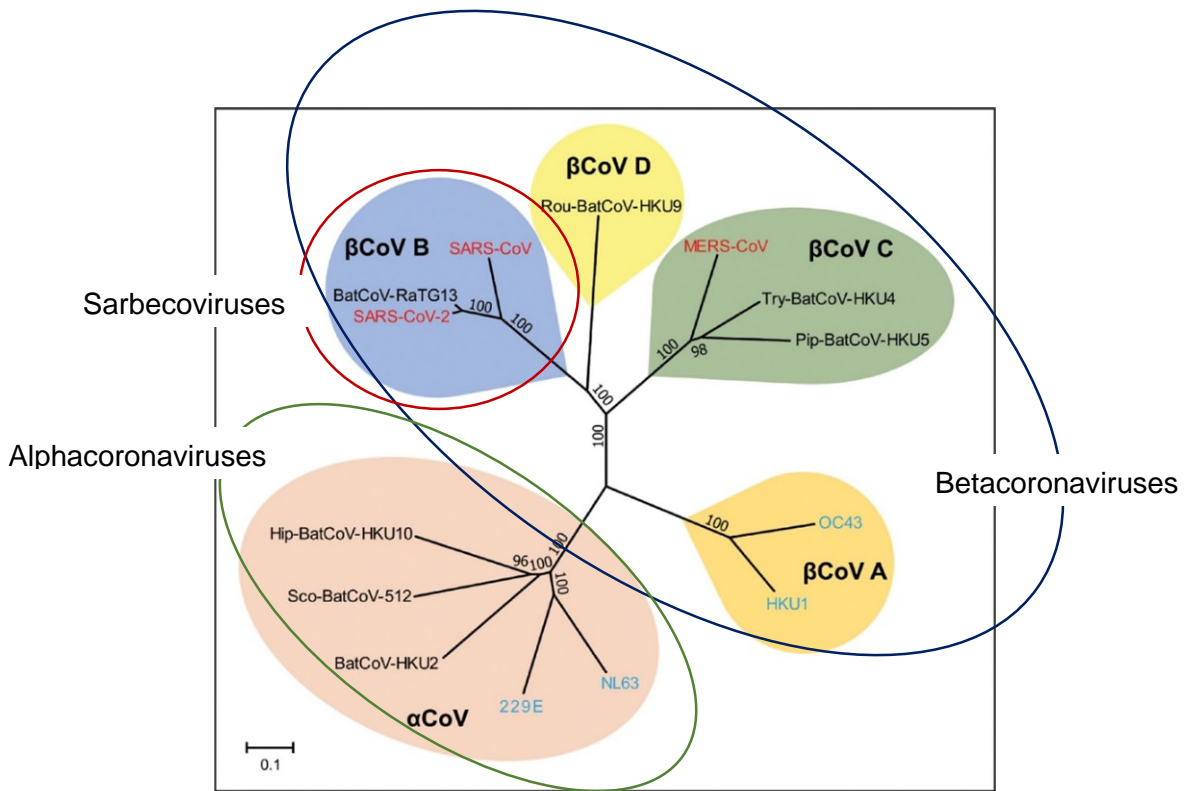 βCoV D
Rou-BatCoV-HKU9
βCoV B
SARS-CoV
MERS-CoV
βCoV C
Sarbecoviruses
BatCoV-RaTG13
SARS-CoV-2
100
100
Try-BatCoV-HKU4
Pip-BatCoV-HKU5
100
98
100
100
Alphacoronaviruses
Betacoronaviruses
100
OC43
βCoV A
HKU1
Hip-BatCoV-HKU10
100
96
100
100
Sco-BatCoV-512
BatCoV-HKU2
NL63
229E
αCoV
0.1